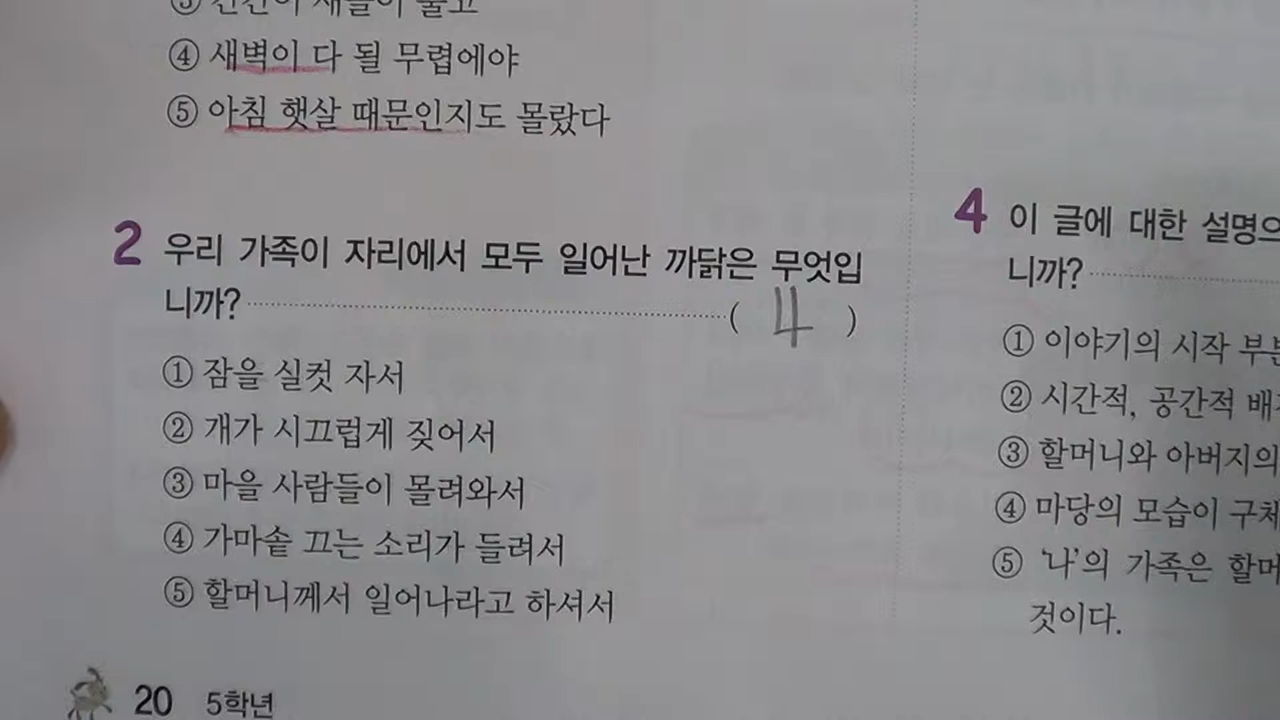 ④ 새벽이 다 될 무렵에야
⑤ 아침 햇살 때문인지도 몰랐다
2 우리 가족이 자리에서 모두 일어난 까닭은 무엇입
니까? ( 4 )
① 잠을 실컷 자서
② 개가 시끄럽게 짖어서
③ 마을 사람들이 몰려와서
④ 가마솥 끄는 소리가 들려서
⑤ 할머니께서 일어나라고 하셔서
20 5학년
4 이 글에 대한 설명으
니까?
① 이야기의 시작
② 시간적, 공간적
③ 할머니와 아버지의
④ 마당의 모습이
⑤ ‘나’의 가족은
것이다.